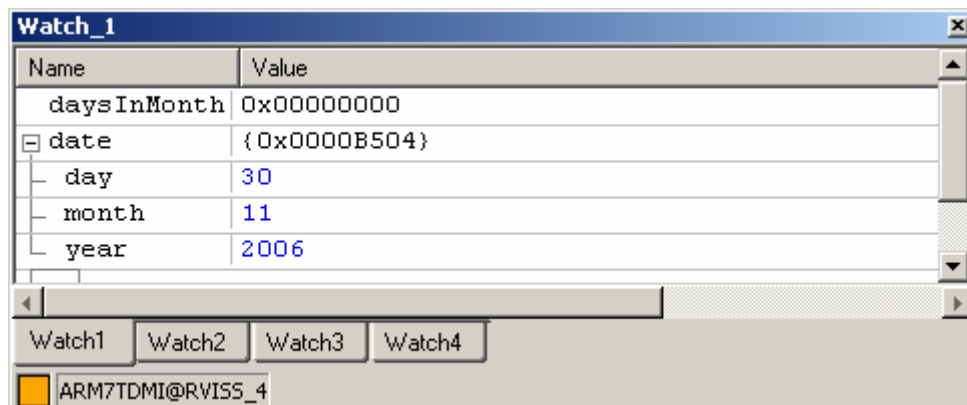 Watch_1
Name Value
daysInMonth 0x00000000
date {0x0000B504}
day 30
month 11
year 2006
Watch1 Watch2 Watch3 Watch4
ARM7TDMI@RVISS_4